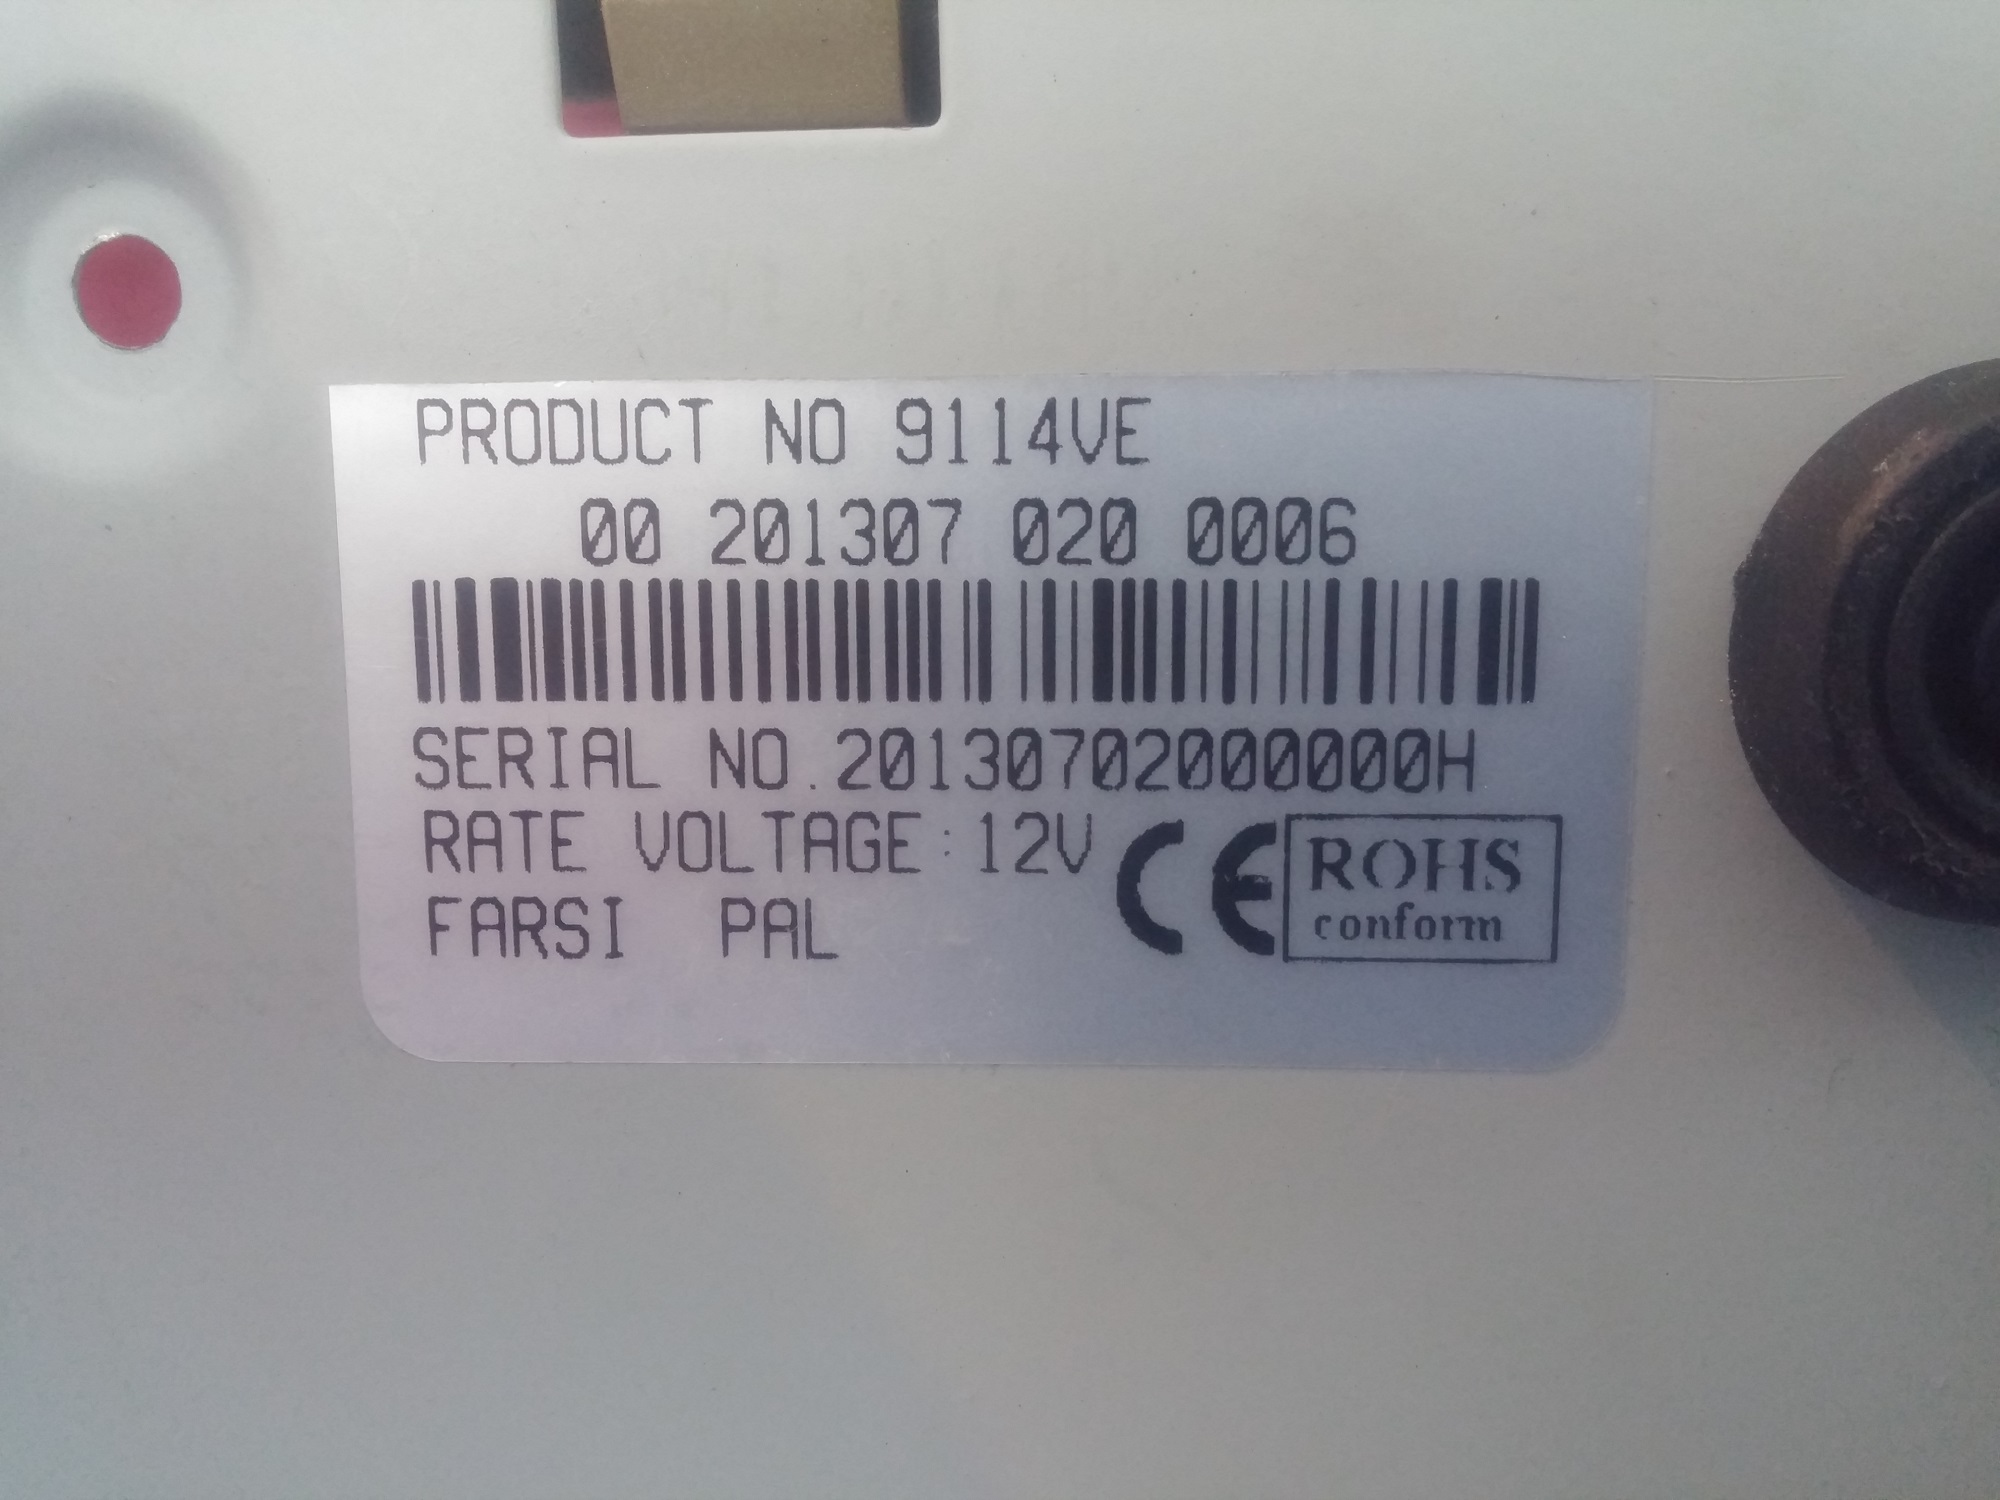 PRODUCT NO 9114VE
00 201307 020 0006
SERIAL NO.20130702000000H
RATE VOLTAGE:12V
CE
ROHS
conform
FARSI PAL